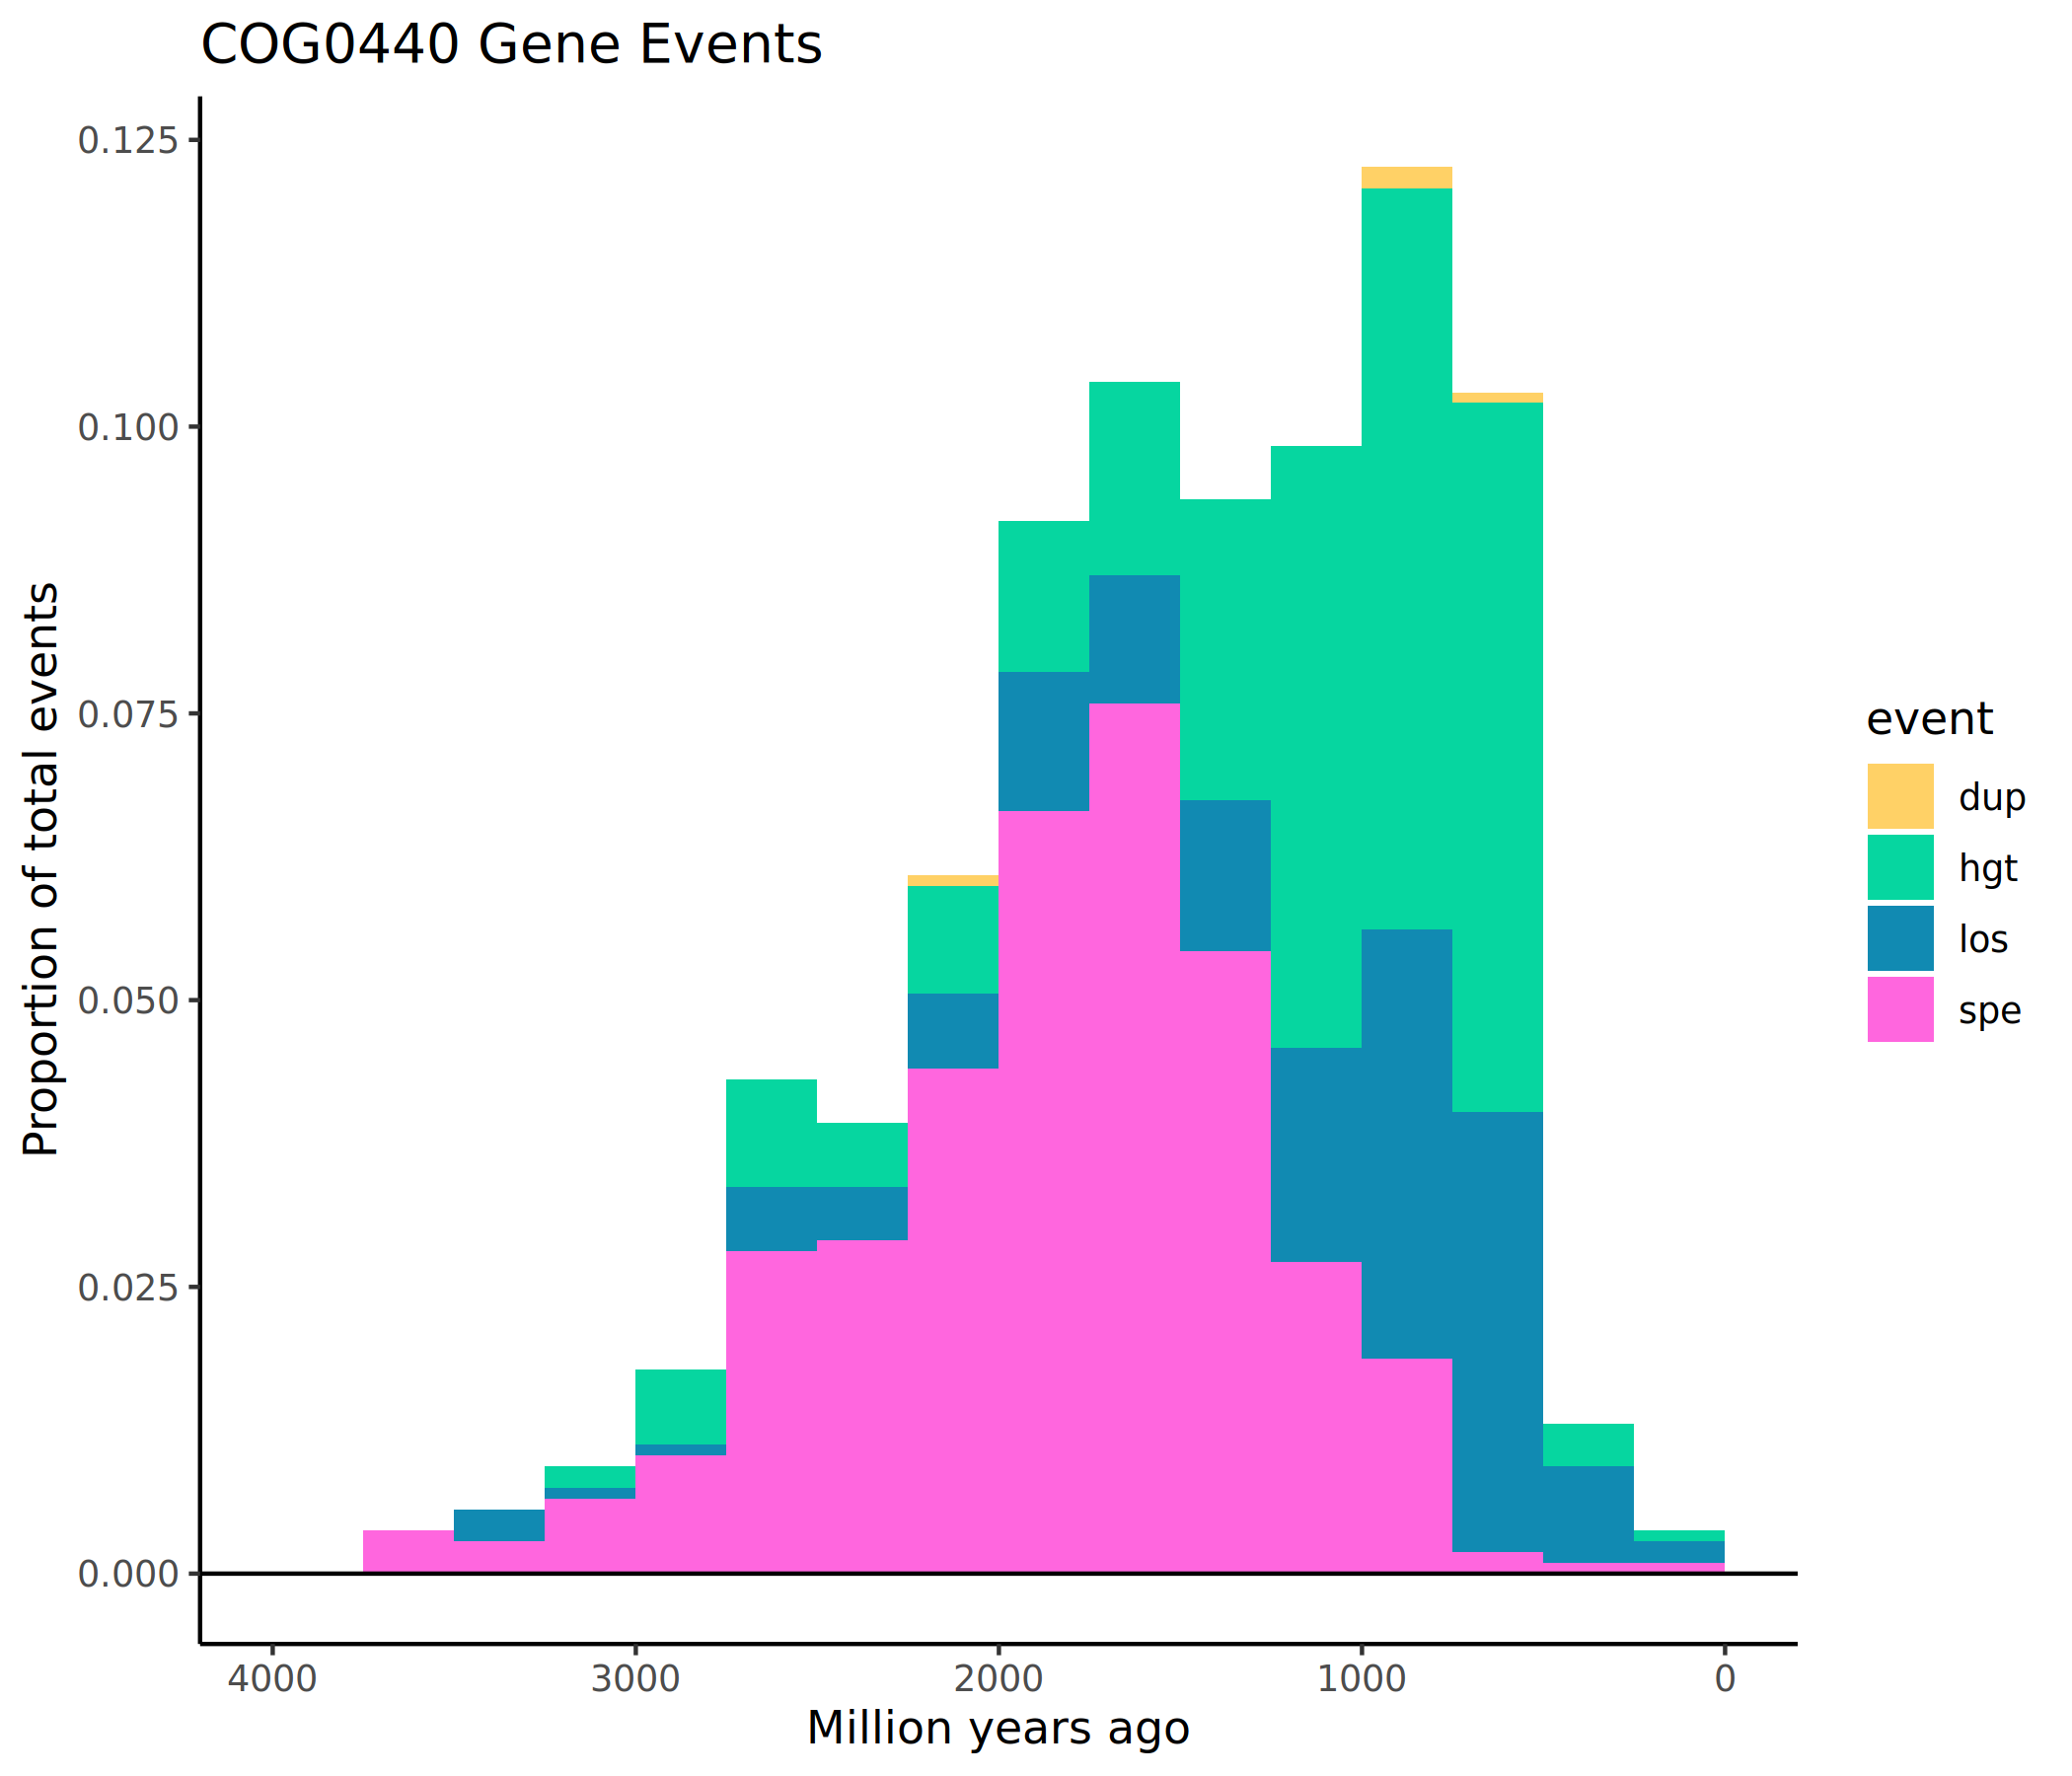 COG0440 Gene Events
Proportion of total events
0.125
0.100
0.075
0.050
0.025
0.000
4000 3000 2000 1000 0
Million years ago
event
dup
hgt
los
spe